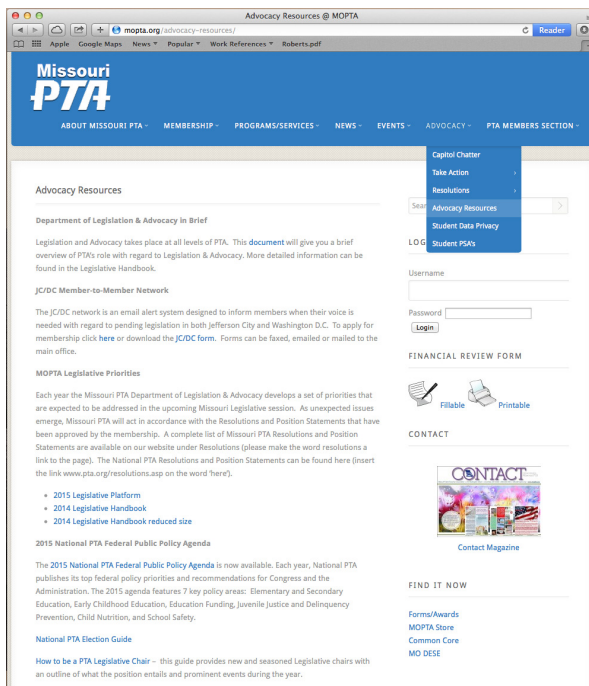 Advocacy Resources @ MOPTA
mopta.org/advocacy-resources/
Reader
Apple Google Maps News Popular Work References Roberts.pdf
Missouri
PTA
ABOUT MISSOURI PTA MEMBERSHIP PROGRAMS/SERVICES NEWS EVENTS ADVOCACY PTA MEMBERS SECTION
Capitol Chatter
Take Action
Resolutions
Advocacy Resources
Student Data Privacy
Student PSA's
Advocacy Resources
Department of Legislation & Advocacy in Brief
Legislation and Advocacy takes place at all levels of PTA. This document will give you a brief
overview of PTA's role with regard to Legislation & Advocacy. More detailed information can be
found in the Legislative Handbook.
JC/DC Member-to-Member Network
The JC/DC network is an email alert system designed to inform members when their voice is
needed with regard to pending legislation in both Jefferson City and Washington D.C. To apply for
membership click here or download the JC/DC form. Forms can be faxed, emailed or mailed to the
main office.
MOPTA Legislative Priorities
Each year the Missouri PTA Department of Legislation & Advocacy develops a set of priorities that
are expected to be addressed in the upcoming Missouri Legislative session. As unexpected issues
emerge, Missouri PTA will act in accordance with the Resolutions and Position Statements that have
been approved by the membership. A complete list of Missouri PTA Resolutions and Position
Statements are available on our website under Resolutions (please make the word resolutions a
link to the page). The National PTA Resolutions and Position Statements can be found here (insert
the link www.pta.org/resolutions.asp on the word 'here').
2015 Legislative Platform
2014 Legislative Handbook
2014 Legislative Handbook reduced size
2015 National PTA Federal Public Policy Agenda
The 2015 National PTA Federal Public Policy Agenda is now available. Each year, National PTA
publishes its top federal policy priorities and recommendations for Congress and the
Administration. The 2015 agenda features 7 key policy areas: Elementary and Secondary
Education, Early Childhood Education, Education Funding, Juvenile Justice and Delinquency
Prevention, Child Nutrition, and School Safety.
National PTA Election Guide
How to be a PTA Legislative Chair – this guide provides new and seasoned Legislative chairs with
an outline of what the position entails and prominent events during the year.
Sear
LOG
Username
Password
Login
FINANCIAL REVIEW FORM
Fillable Printable
CONTACT
CONTACT
Contact Magazine
FIND IT NOW
Forms/Awards
MOPTA Store
Common Core
MO DESE